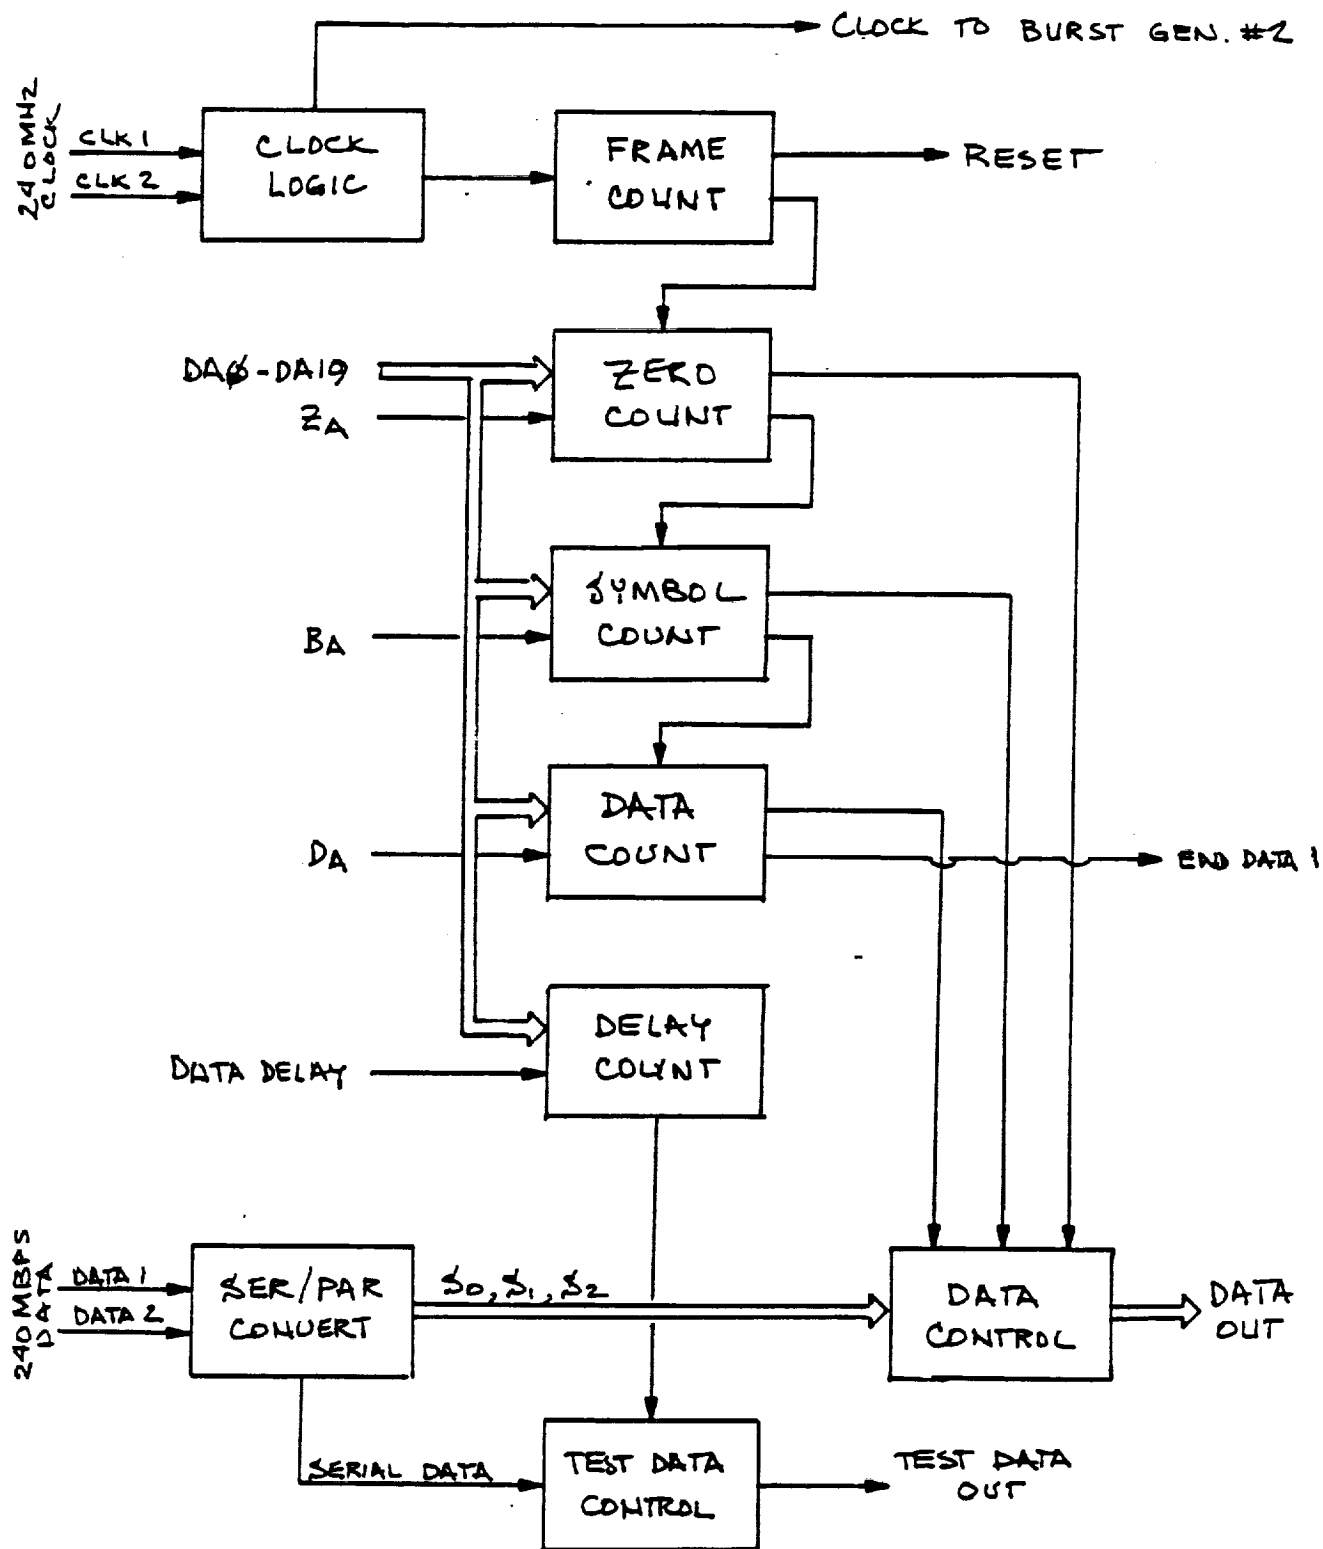 CLOCK TO BURST GEN. #2
240MHZ
CLOCK
CLK 1
CLK 2
CLOCK
LOGIC
FRAME
COUNT
RESET
DAØ-DA19
ZA
ZERO
COUNT
BA
SYMBOL
COUNT
DA
DATA
COUNT
END DATA 1
DATA DELAY
DELAY
COUNT
240MBPS
DATA
DATA 1
DATA 2
SER/PAR
CONVERT
S0, S1, S2
DATA
CONTROL
DATA
OUT
SERIAL DATA
TEST DATA
CONTROL
TEST DATA
OUT